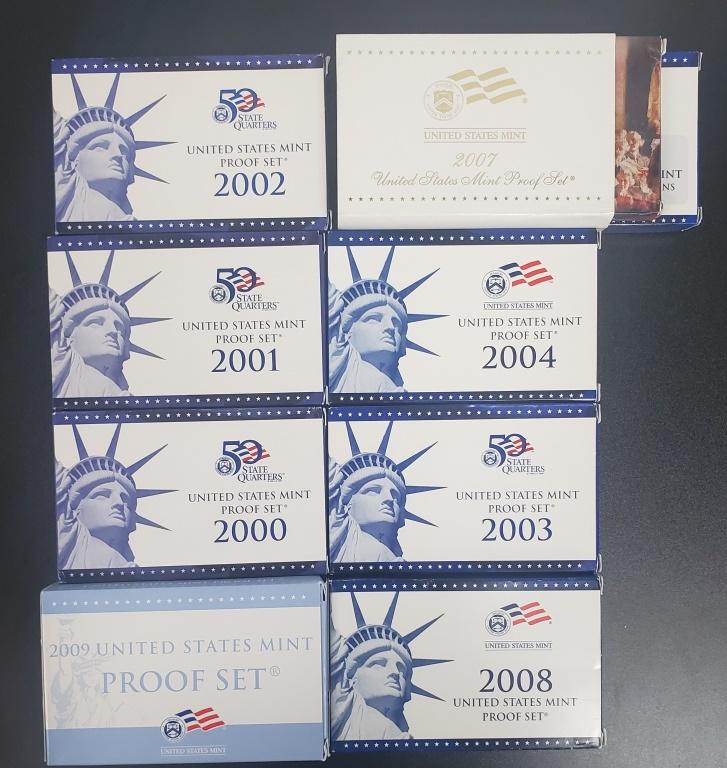 50
STATE
QUARTERS™
UNITED STATES MINT
PROOF SET®
2002
UNITED STATES MINT
2007
United States Mint Proof Set®
INT
NS
50
STATE
QUARTERS™
UNITED STATES MINT
PROOF SET®
2001
UNITED STATES MINT
UNITED STATES MINT
PROOF SET®
2004
50
STATE
QUARTERS™
UNITED STATES MINT
PROOF SET®
2000
50
STATE
QUARTERS
UNITED STATES MINT
PROOF SET®
2003
2009 UNITED STATES MINT
PROOF SET®
UNITED STATES MINT
UNITED STATES MINT
2008
UNITED STATES MINT
PROOF SET®